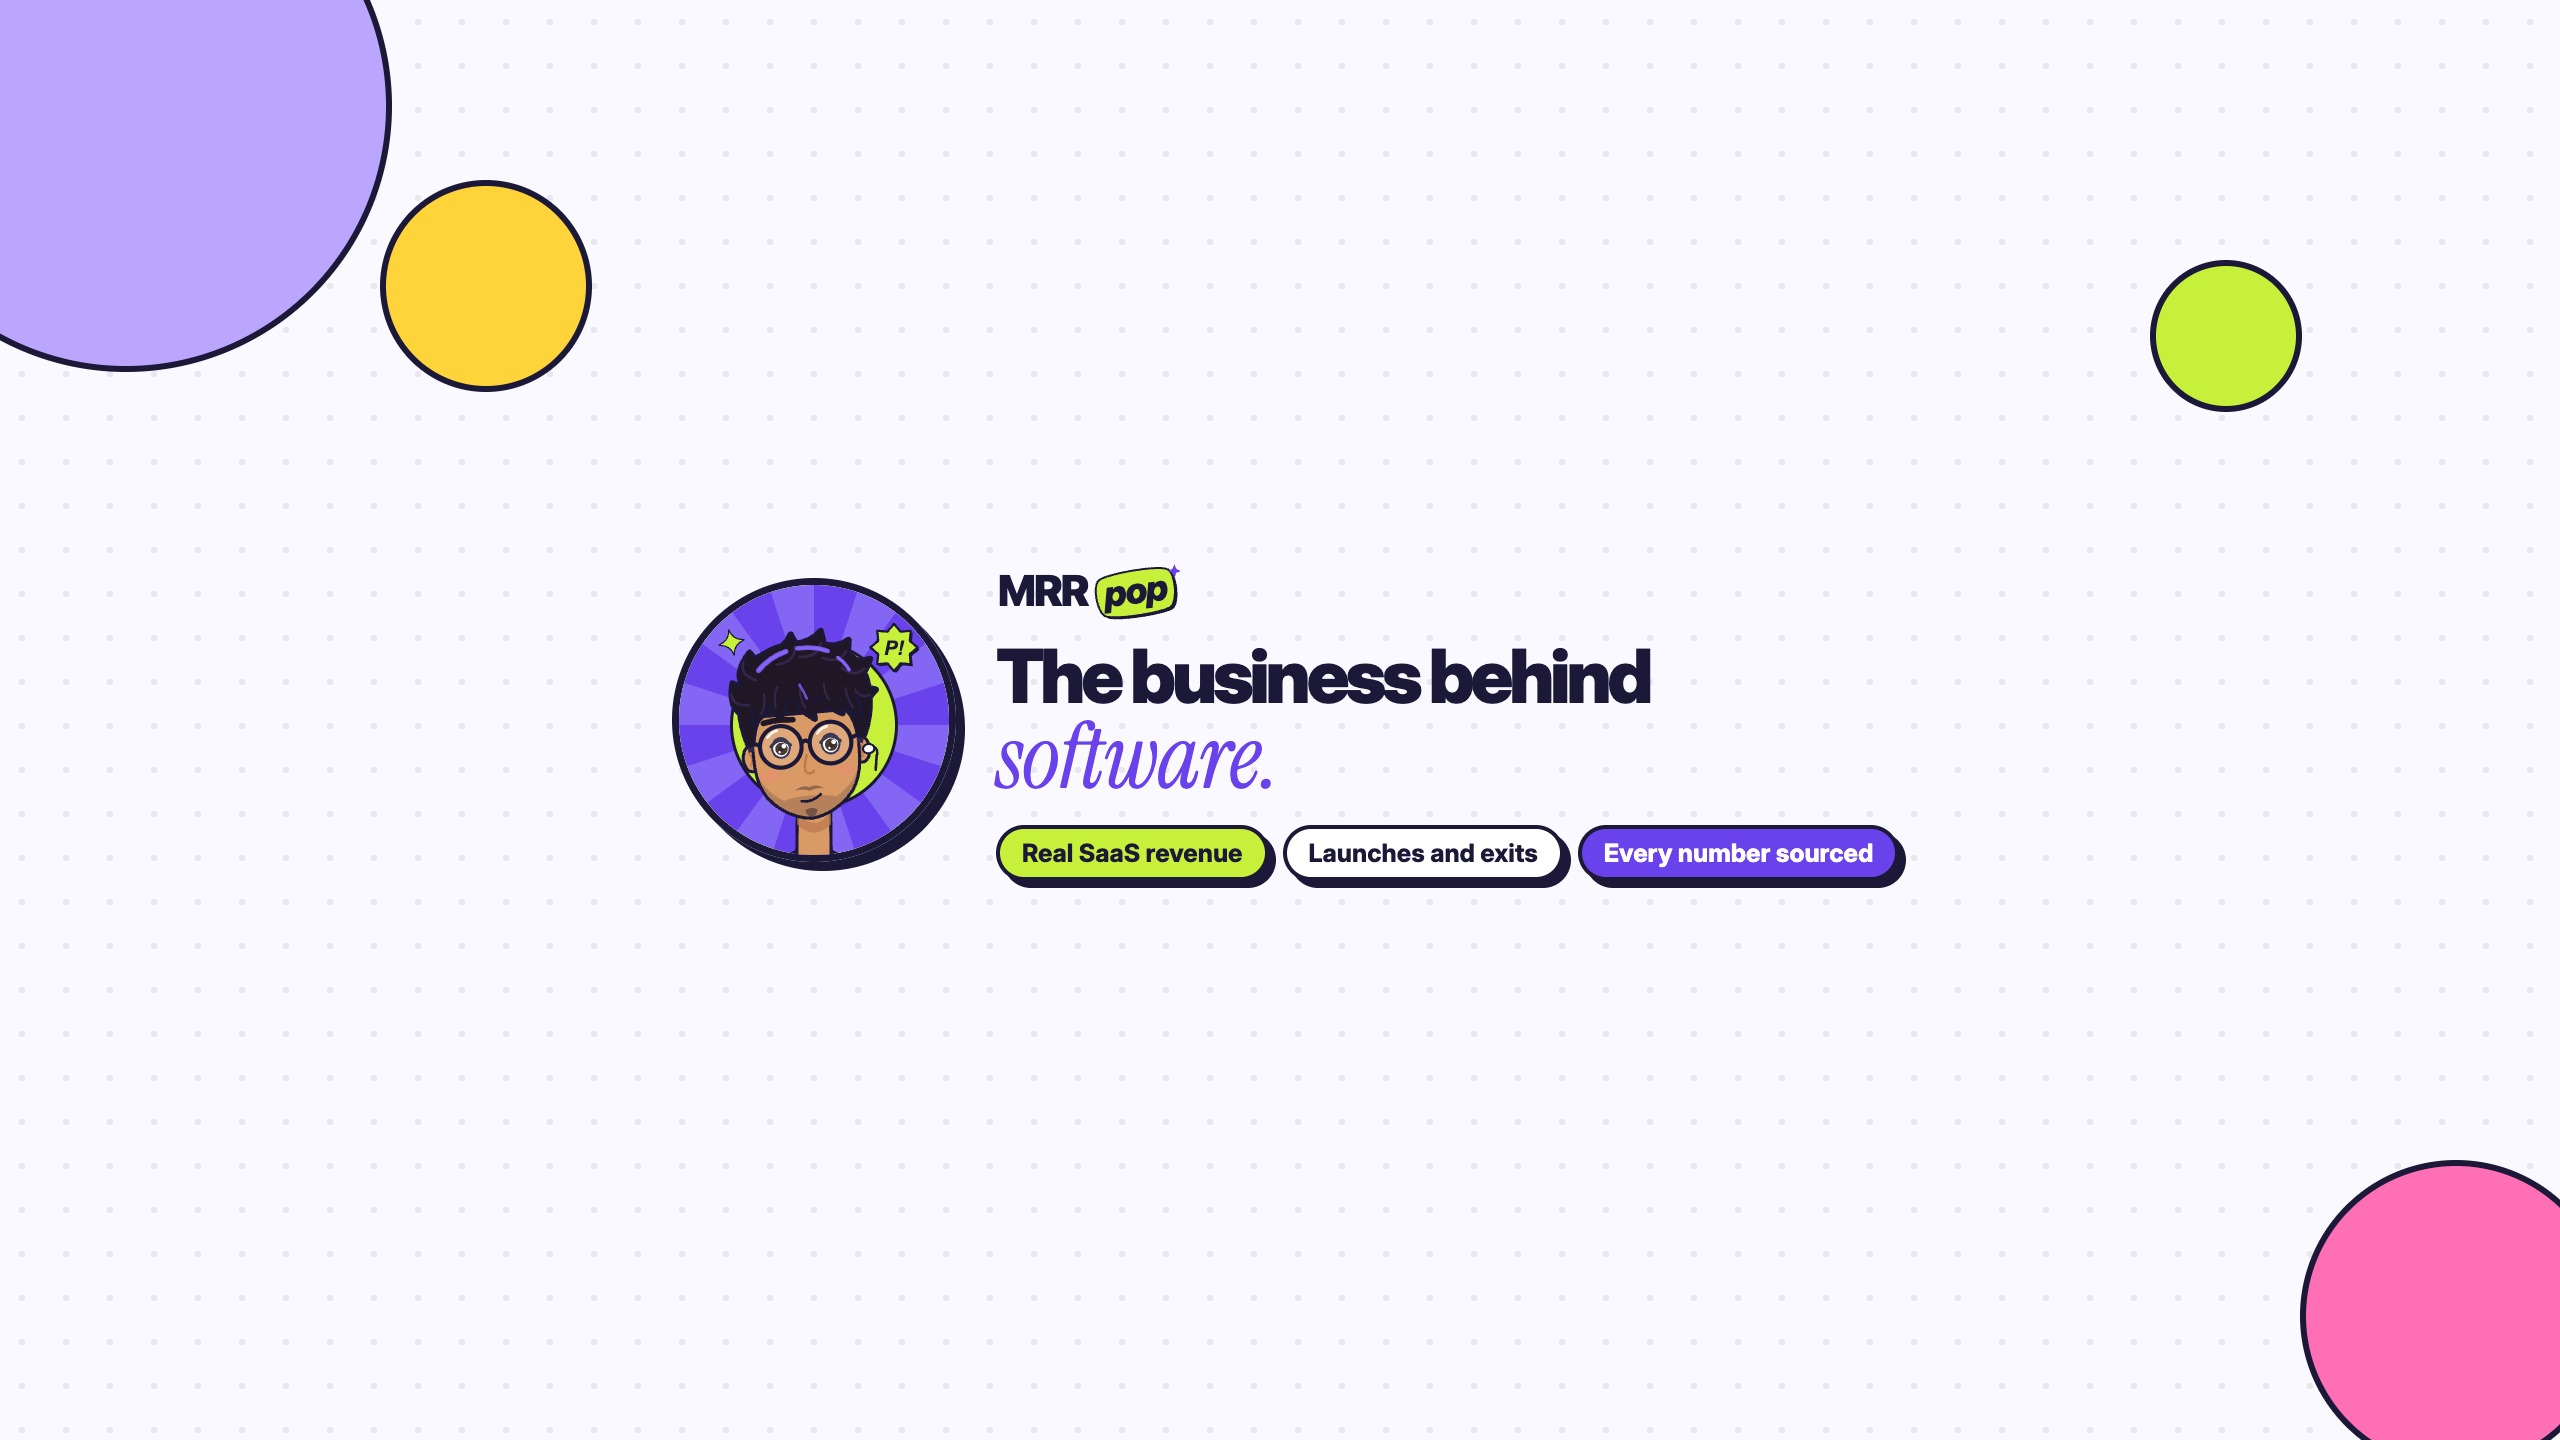 MRR pop
P!
The business behind
software.
Real SaaS revenue
Launches and exits
Every number sourced